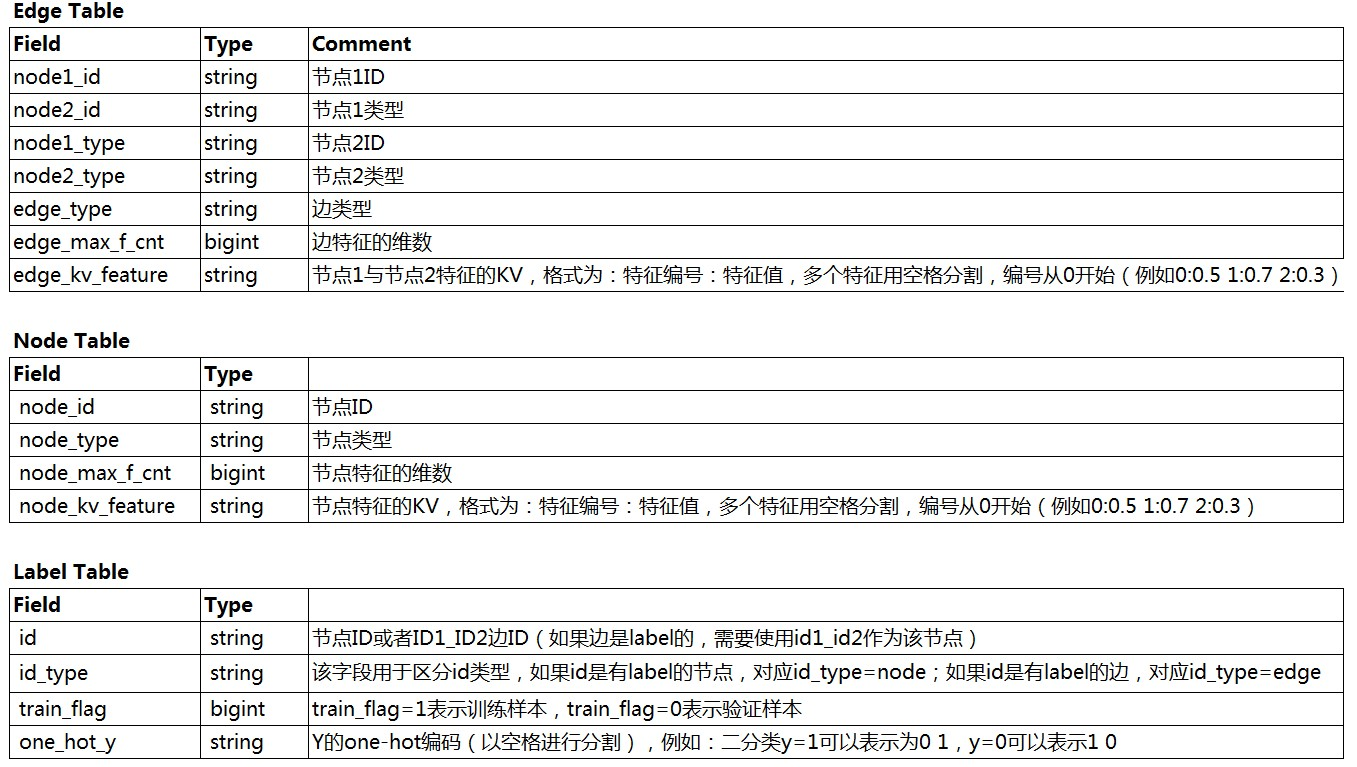 Edge Table
Field Type Comment
node1_id string 节点1ID
node2_id string 节点1类型
node1_type string 节点2ID
node2_type string 节点2类型
edge_type string 边类型
edge_max_f_cnt bigint 边特征的维数
edge_kv_feature string 节点1与节点2特征的KV，格式为：特征编号：特征值，多个特征用空格分割，编号从0开始（例如0:0.5 1:0.7 2:0.3）
Node Table
Field Type
node_id string 节点ID
node_type string 节点类型
node_max_f_cnt bigint 节点特征的维数
node_kv_feature string 节点特征的KV，格式为：特征编号：特征值，多个特征用空格分割，编号从0开始（例如0:0.5 1:0.7 2:0.3）
Label Table
Field Type
id string 节点ID或者ID1_ID2边ID（如果边是label的，需要使用id1_id2作为该节点）
id_type string 该字段用于区分id类型，如果id是有label的节点，对应id_type=node；如果id是有label的边，对应id_type=edge
train_flag bigint train_flag=1表示训练样本，train_flag=0表示验证样本
one_hot_y string Y的one-hot编码（以空格进行分割），例如：二分类y=1可以表示为0 1，y=0可以表示1 0